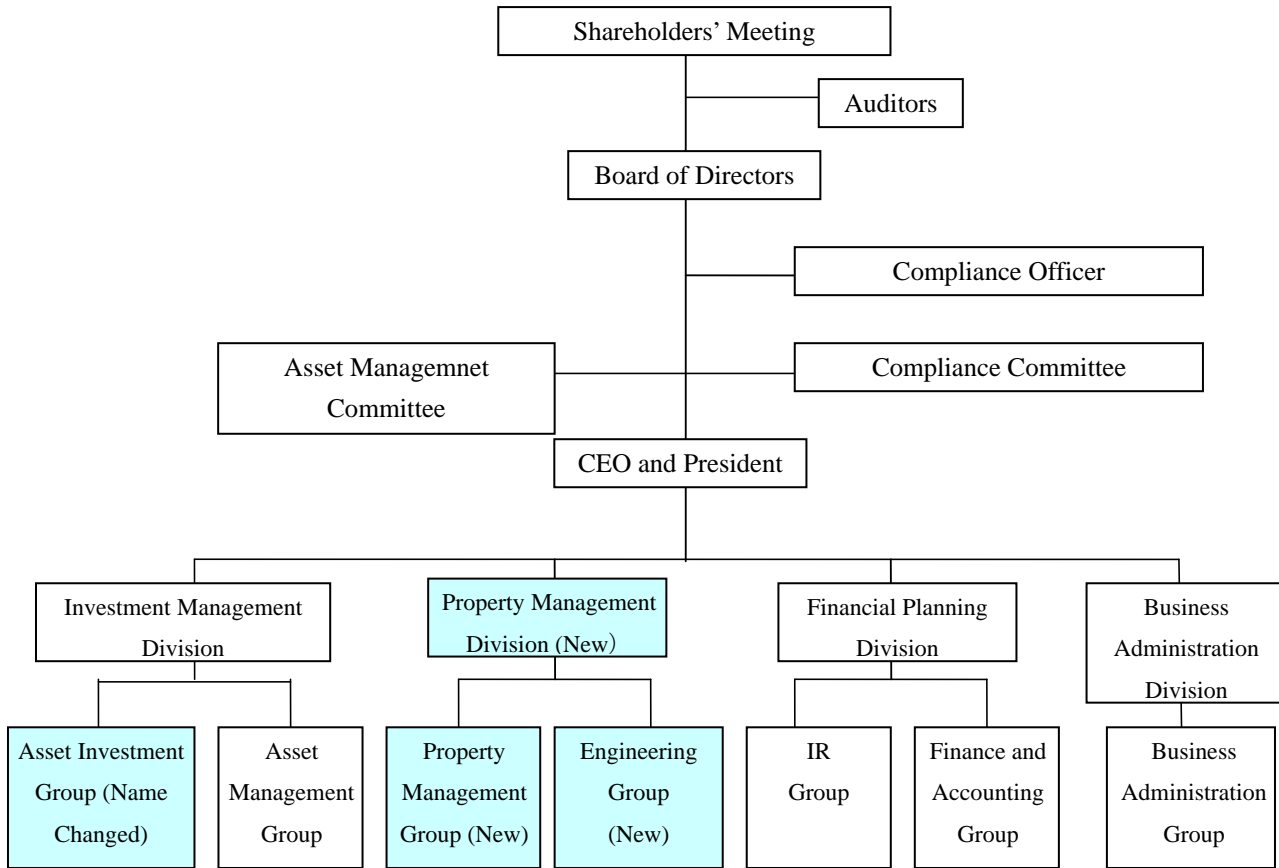 Shareholders’ Meeting
Auditors
Board of Directors
Compliance Officer
Asset Managemnet
Committee
Compliance Committee
CEO and President
Investment Management
Division
Property Management
Division (New）
Financial Planning
Division
Business
Administration
Division
Asset Investment
Group (Name
Changed)
Asset
Management
Group
Property
Management
Group (New)
Engineering
Group
(New)
IR
Group
Finance and
Accounting
Group
Business
Administration
Group